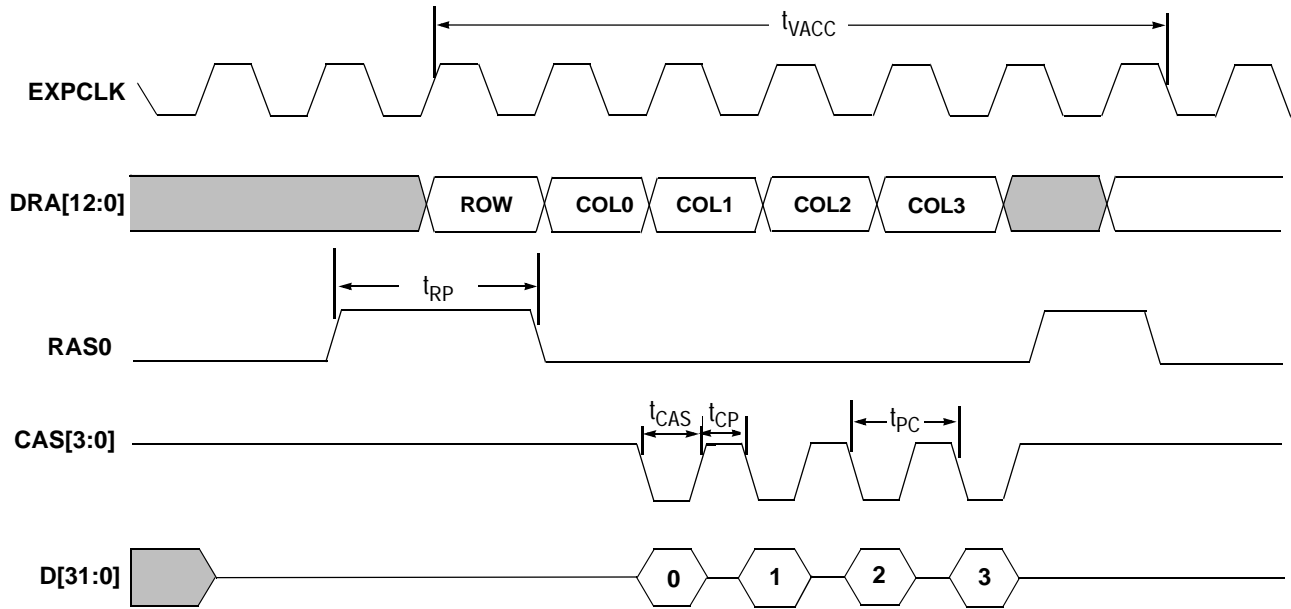 tVACC
EXPCLK
DRA[12:0] ROW COL0 COL1 COL2 COL3
tRP
RAS0
tCAS tCP tPC
CAS[3:0]
D[31:0] 0 1 2 3